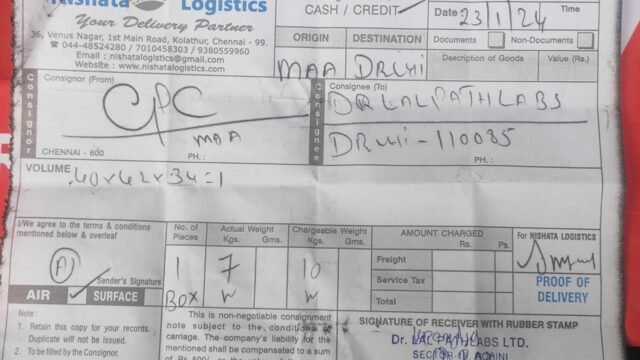 Nishata Logistics
Your Delivery Partner
36, Venus Nagar, 1st Main Road, Kolathur, Chennai - 99.
☎ 044-48524280 / 7010458303 / 9380559960
Email : nishatalogistics@gmail.com
Website : www.nishatalogistics.com
CASH / CREDIT
Date 23/1/24
Time
ORIGIN
DESTINATION
Documents
Non-Documents
MAA
DELHI
Description of Goods
Value (Rs.)
Consignor
Consignor (From)
CPC
MAA
CHENNAI - 600
PH. :
Consignee
Consignee (To)
DR LAL PATH LABS
DELHI - 110085
PH. :
VOLUME
40x42x34=1
I/We agree to the terms & conditions
mentioned below & overleaf
Sender's Signature
AIR
SURFACE
No. of
Pieces
1
BOX
Actual Weight
Kgs.
Gms.
7
Chargeable Weight
Kgs.
Gms.
10
AMOUNT CHARGED
Rs.
Ps.
Freight
Service Tax
Total
For NISHATA LOGISTICS
PROOF OF
DELIVERY
Note :
1. Retain this copy for your records.
Duplicate will not be issued.
2. To be filled by the Consignor.
This is non-negotiable consignment
note subject to the conditions of
carriage. The company's liability for
the mentioned shall be compensated to a sum
SIGNATURE OF RECEIVER WITH RUBBER STAMP
Dr. LAL PATH LABS LTD.